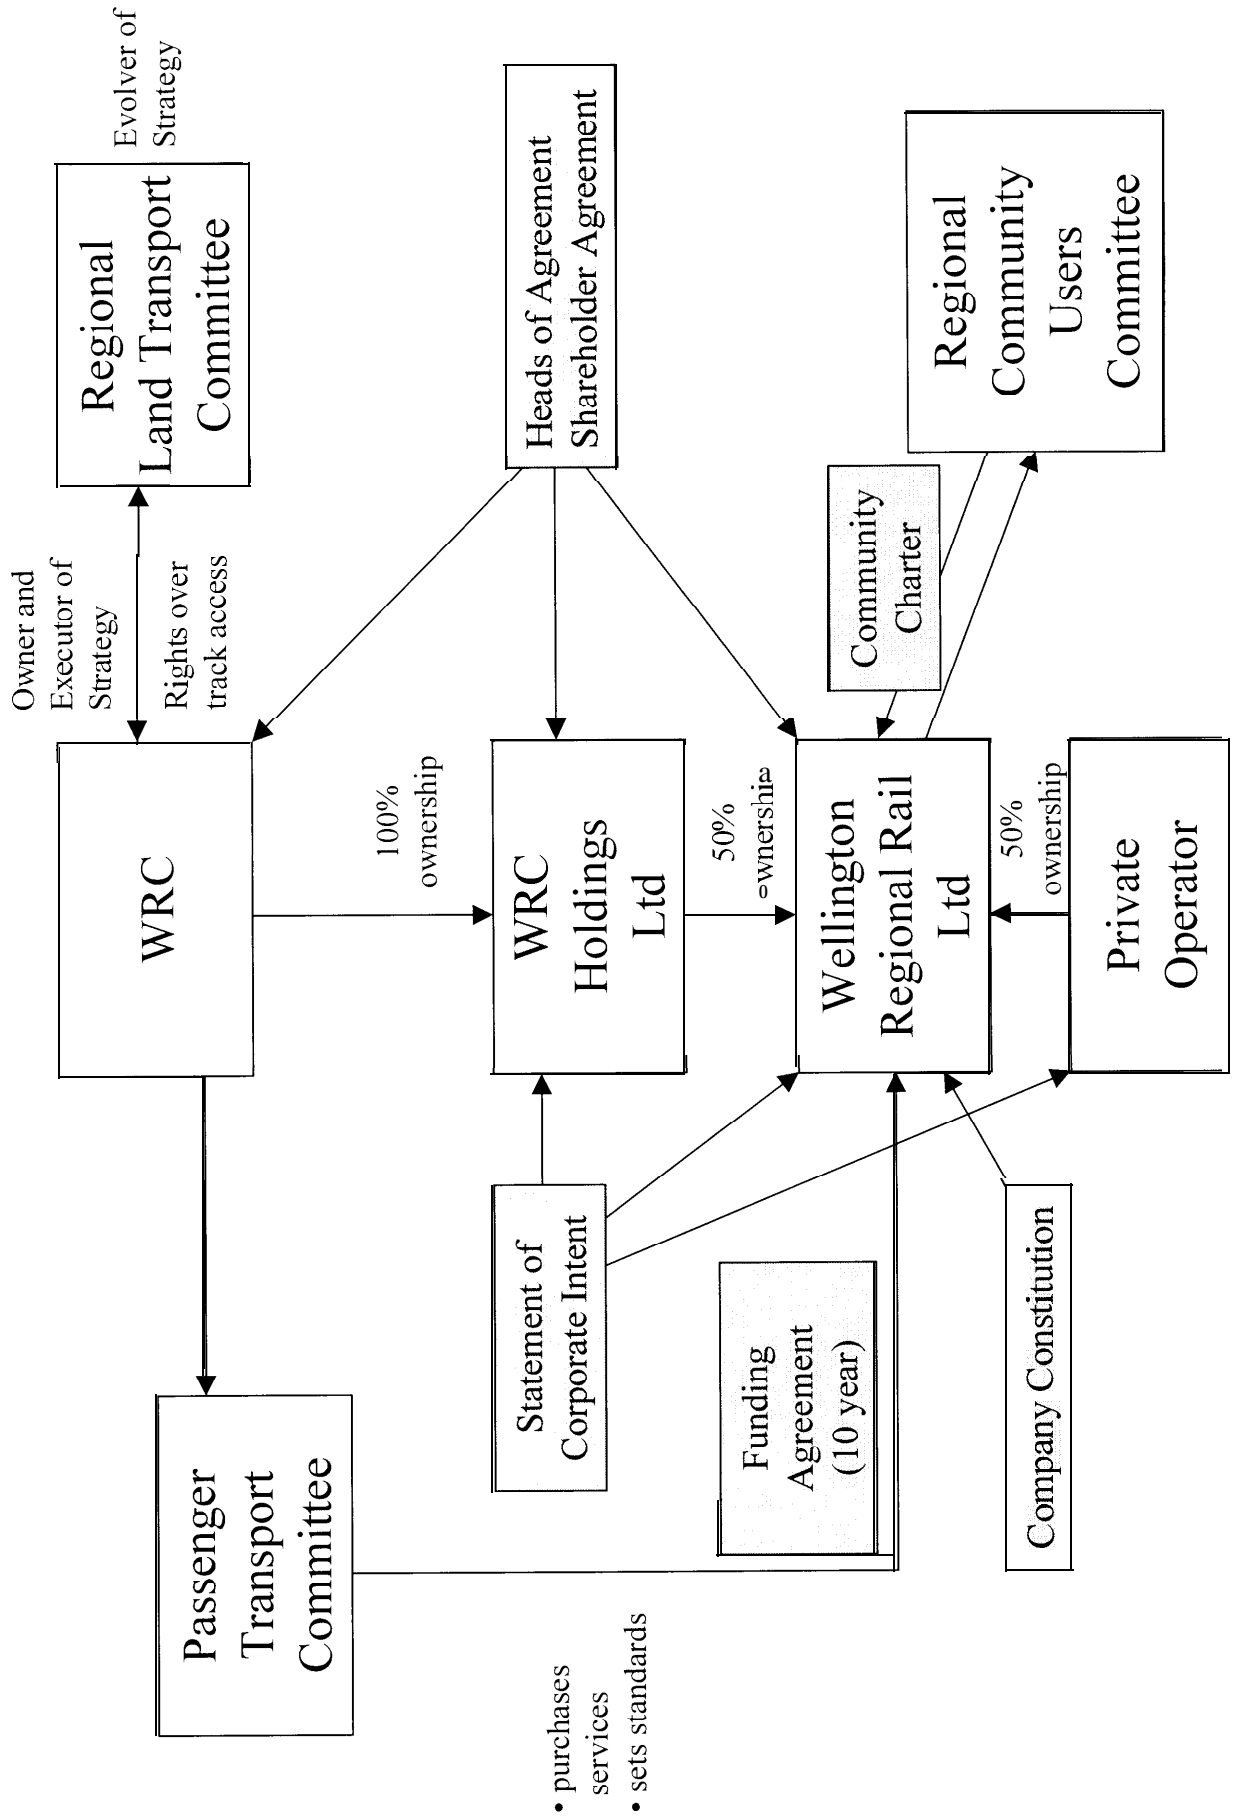 Owner and
Executor of
Strategy
Evolver of
Strategy
WRC
Rights over
track access
Regional
Land Transport
Committee
Passenger
Transport
Committee
100%
ownership
• purchases
services
• sets standards
Statement of
Corporate Intent
WRC
Holdings
Ltd
Heads of Agreement
Shareholder Agreement
50%
ownership
Funding
Agreement
(10 year)
Wellington
Regional Rail
Ltd
Community
Charter
Regional
Community
Users
Committee
Company Constitution
50%
ownership
Private
Operator